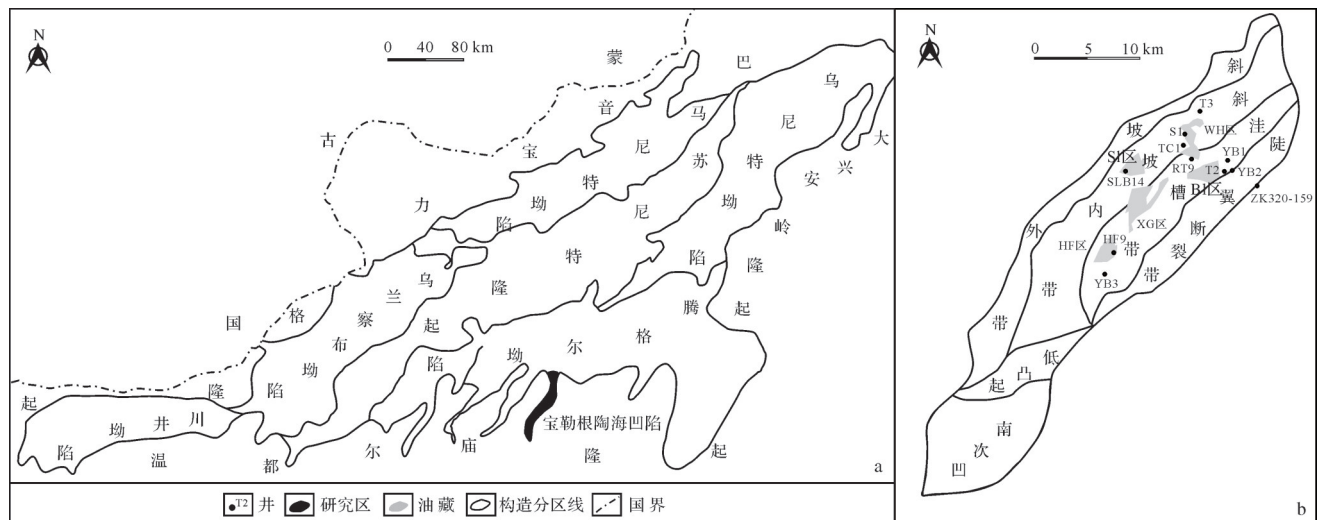 N
0 40 80 km
蒙古国
巴音宝力格隆起
马尼特坳陷
乌尼特坳陷
大兴安岭隆起
苏尼特隆起
乌兰察布坳陷
腾格尔坳陷
川井坳陷
温都尔庙隆起
宝勒根陶海凹陷
a
N
0 5 10 km
外斜坡带
内斜坡带
洼槽带
陡翼断裂带
低凸起
南次凹
T3
S1
WH区
TC1
YB1
Sl区
RT9
T2
YB2
SLB14
Bl区
ZK320-159
XG区
HF区
HF9
YB3
b
T2 井 研究区 油藏 构造分区线 国界